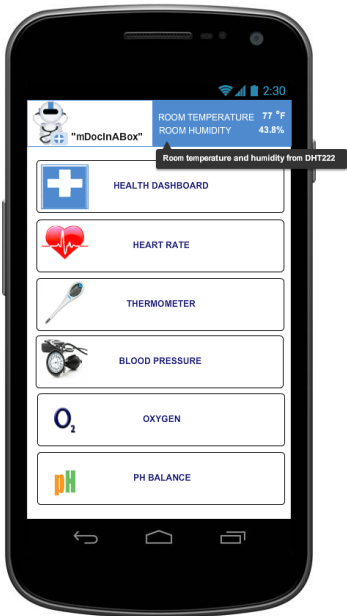 2:30
"mDocInABox"
ROOM TEMPERATURE 77 °F
ROOM HUMIDITY 43.8%
Room temperature and humidity from DHT222
HEALTH DASHBOARD
HEART RATE
THERMOMETER
BLOOD PRESSURE
O2 OXYGEN
pH PH BALANCE